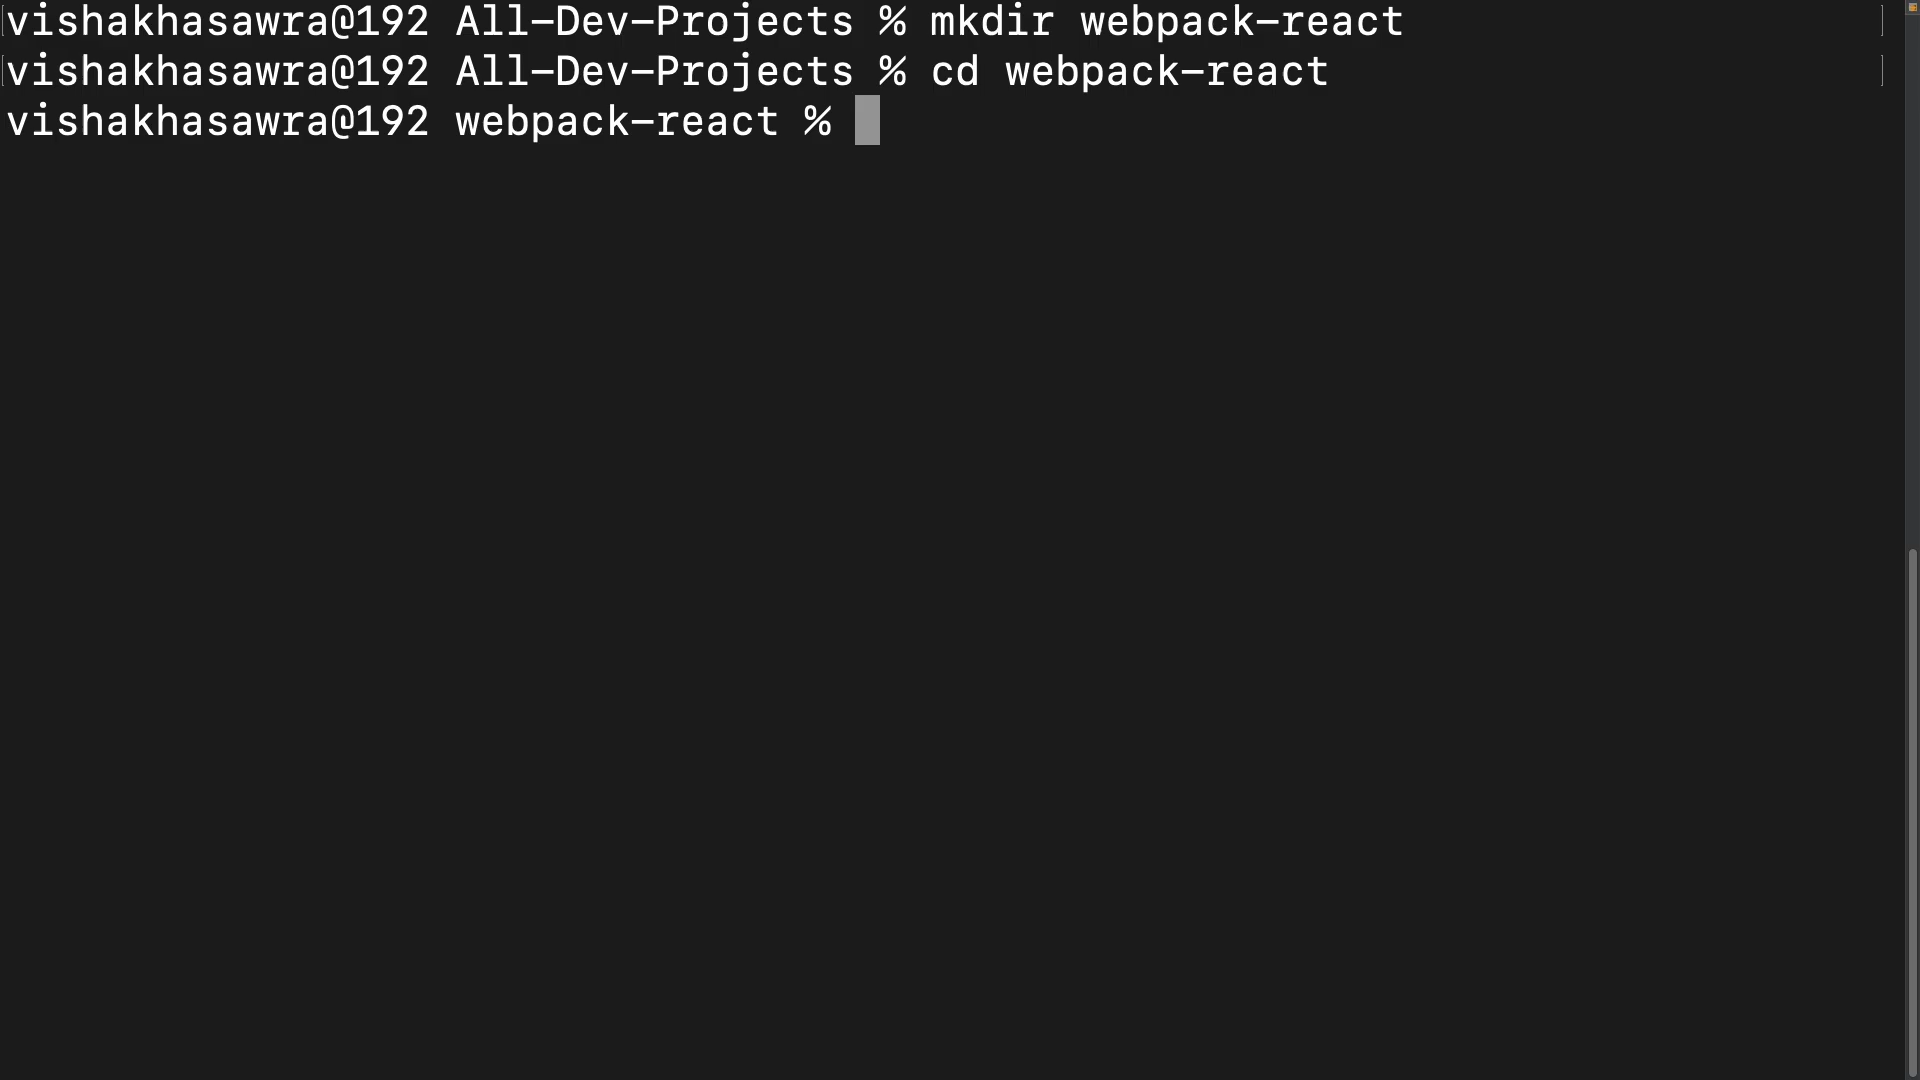 vishakhasawra@192 All-Dev-Projects % mkdir webpack-react
vishakhasawra@192 All-Dev-Projects % cd webpack-react
vishakhasawra@192 webpack-react %